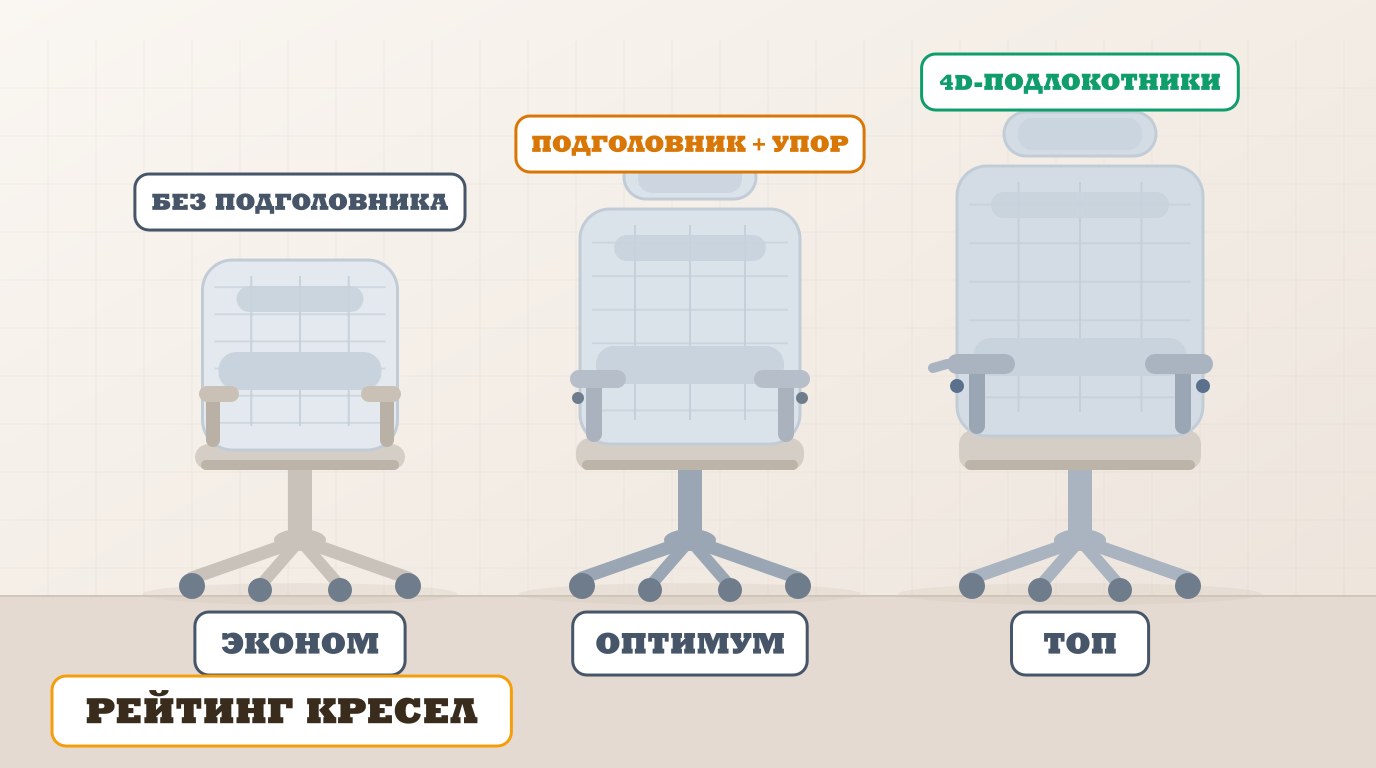 4D-ПОДЛОКОТНИКИ
ПОДГОЛОВНИК + УПОР
БЕЗ ПОДГОЛОВНИКА
ЭКОНОМ
ОПТИМУМ
ТОП
РЕЙТИНГ КРЕСЕЛ